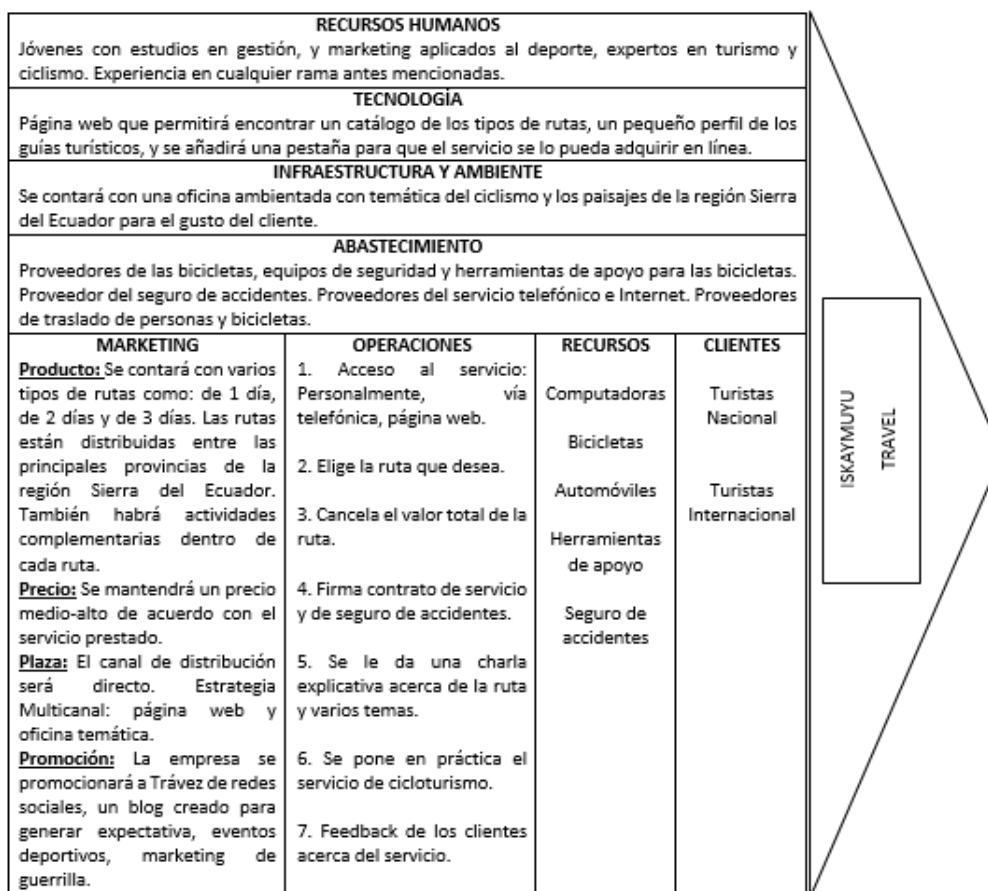 RECURSOS HUMANOS
Jóvenes con estudios en gestión, y marketing aplicados al deporte, expertos en turismo y
ciclismo. Experiencia en cualquier rama antes mencionadas.
TECNOLOGÍA
Página web que permitirá encontrar un catálogo de los tipos de rutas, un pequeño perfil de los
guías turísticos, y se añadirá una pestaña para que el servicio se lo pueda adquirir en línea.
INFRAESTRUCTURA Y AMBIENTE
Se contará con una oficina ambientada con temática del ciclismo y los paisajes de la región Sierra
del Ecuador para el gusto del cliente.
ABASTECIMIENTO
Proveedores de las bicicletas, equipos de seguridad y herramientas de apoyo para las bicicletas.
Proveedor del seguro de accidentes. Proveedores del servicio telefónico e Internet. Proveedores
de traslado de personas y bicicletas.
MARKETING
Producto: Se contará con varios
tipos de rutas como: de 1 día,
de 2 días y de 3 días. Las rutas
están distribuidas entre las
principales provincias de la
región Sierra del Ecuador.
También habrá actividades
complementarias dentro de
cada ruta.
Precio: Se mantendrá un precio
medio-alto de acuerdo con el
servicio prestado.
Plaza: El canal de distribución
será directo. Estrategia
Multicanal: página web y
oficina temática.
Promoción: La empresa se
promocionará a Trávez de redes
sociales, un blog creado para
generar expectativa, eventos
deportivos, marketing de
guerrilla.
OPERACIONES
1. Acceso al servicio:
Personalmente, vía
telefónica, página web.
2. Elige la ruta que desea.
3. Cancela el valor total de la
ruta.
4. Firma contrato de servicio
y de seguro de accidentes.
5. Se le da una charla
explicativa acerca de la ruta
y varios temas.
6. Se pone en práctica el
servicio de cicloturismo.
7. Feedback de los clientes
acerca del servicio.
RECURSOS
Computadoras
Bicicletas
Automóviles
Herramientas
de apoyo
Seguro de
accidentes
CLIENTES
Turistas
Nacional
Turistas
Internacional
ISKAYMUYU
TRAVEL